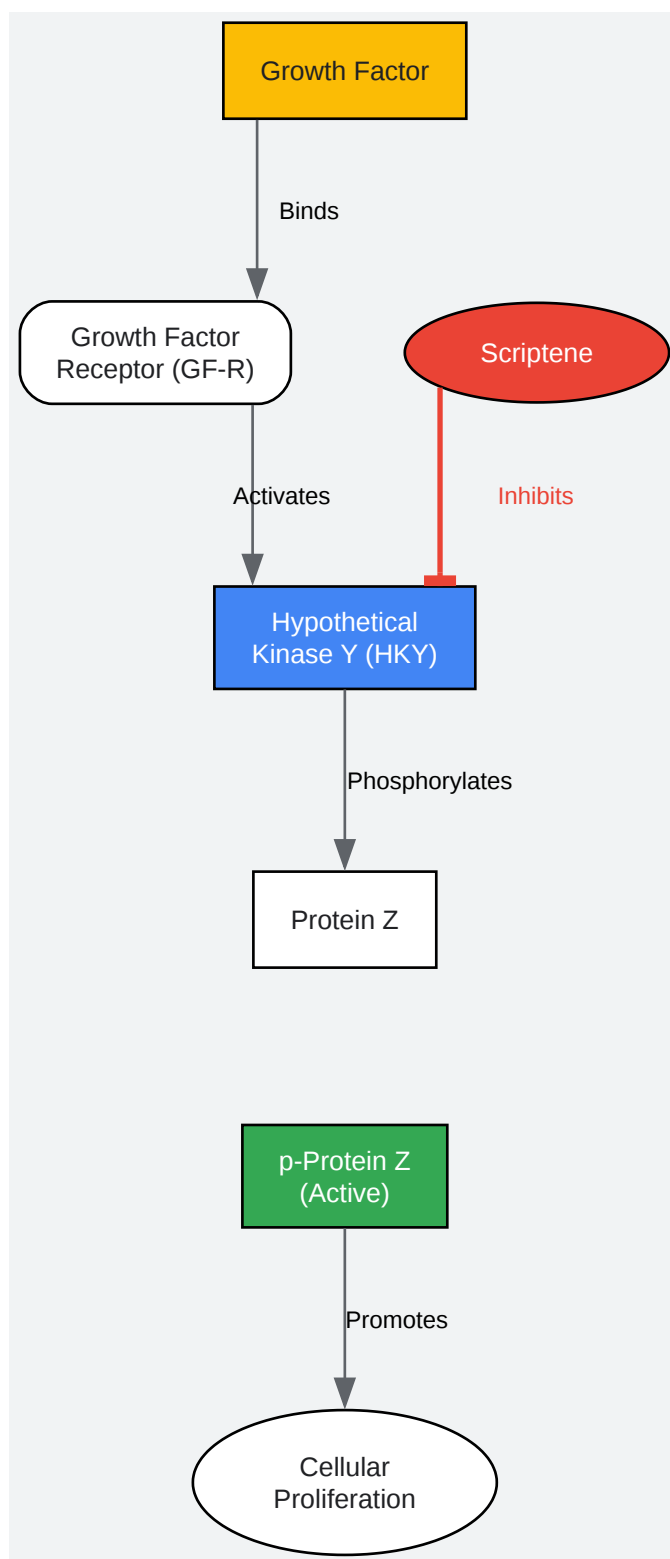 Growth Factor
Binds
Growth Factor
Receptor (GF-R)
Scriptene
Activates
Inhibits
Hypothetical
Kinase Y (HKY)
Phosphorylates
Protein Z
p-Protein Z
(Active)
Promotes
Cellular
Proliferation